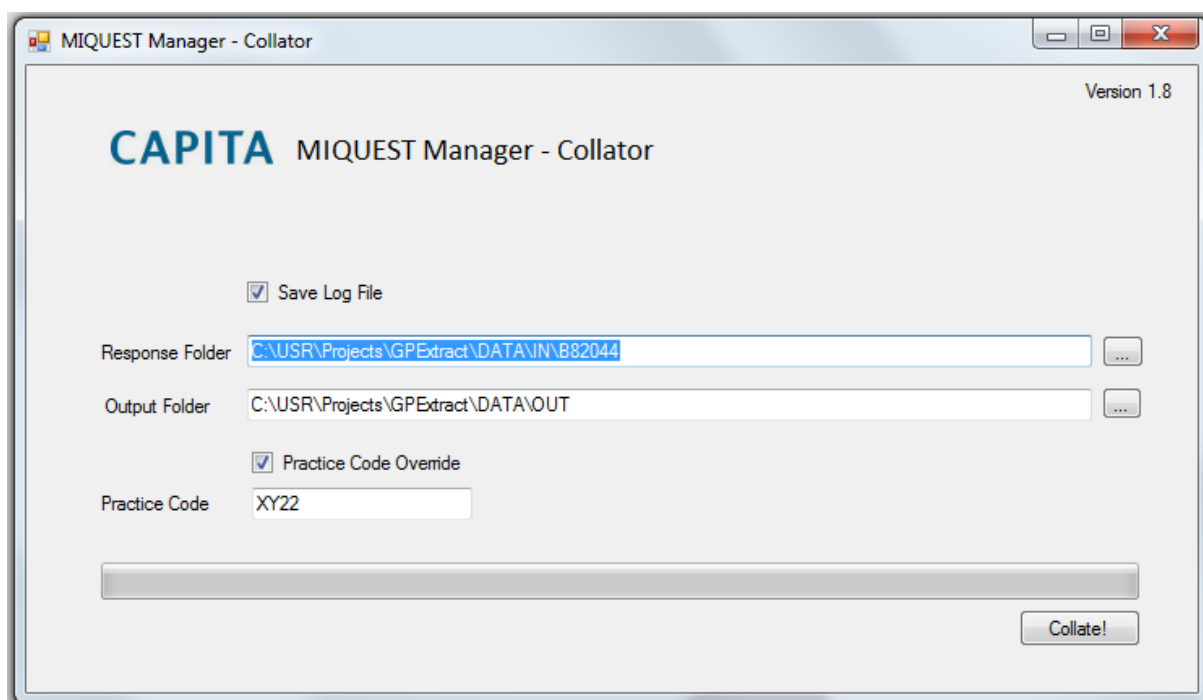 MIQUEST Manager - Collator
Version 1.8
CAPITA MIQUEST Manager - Collator
Save Log File
Response Folder C:\USR\Projects\GPExtract\DATA\IN\B82044 ...
Output Folder C:\USR\Projects\GPExtract\DATA\OUT ...
Practice Code Override
Practice Code XY22
Collate!